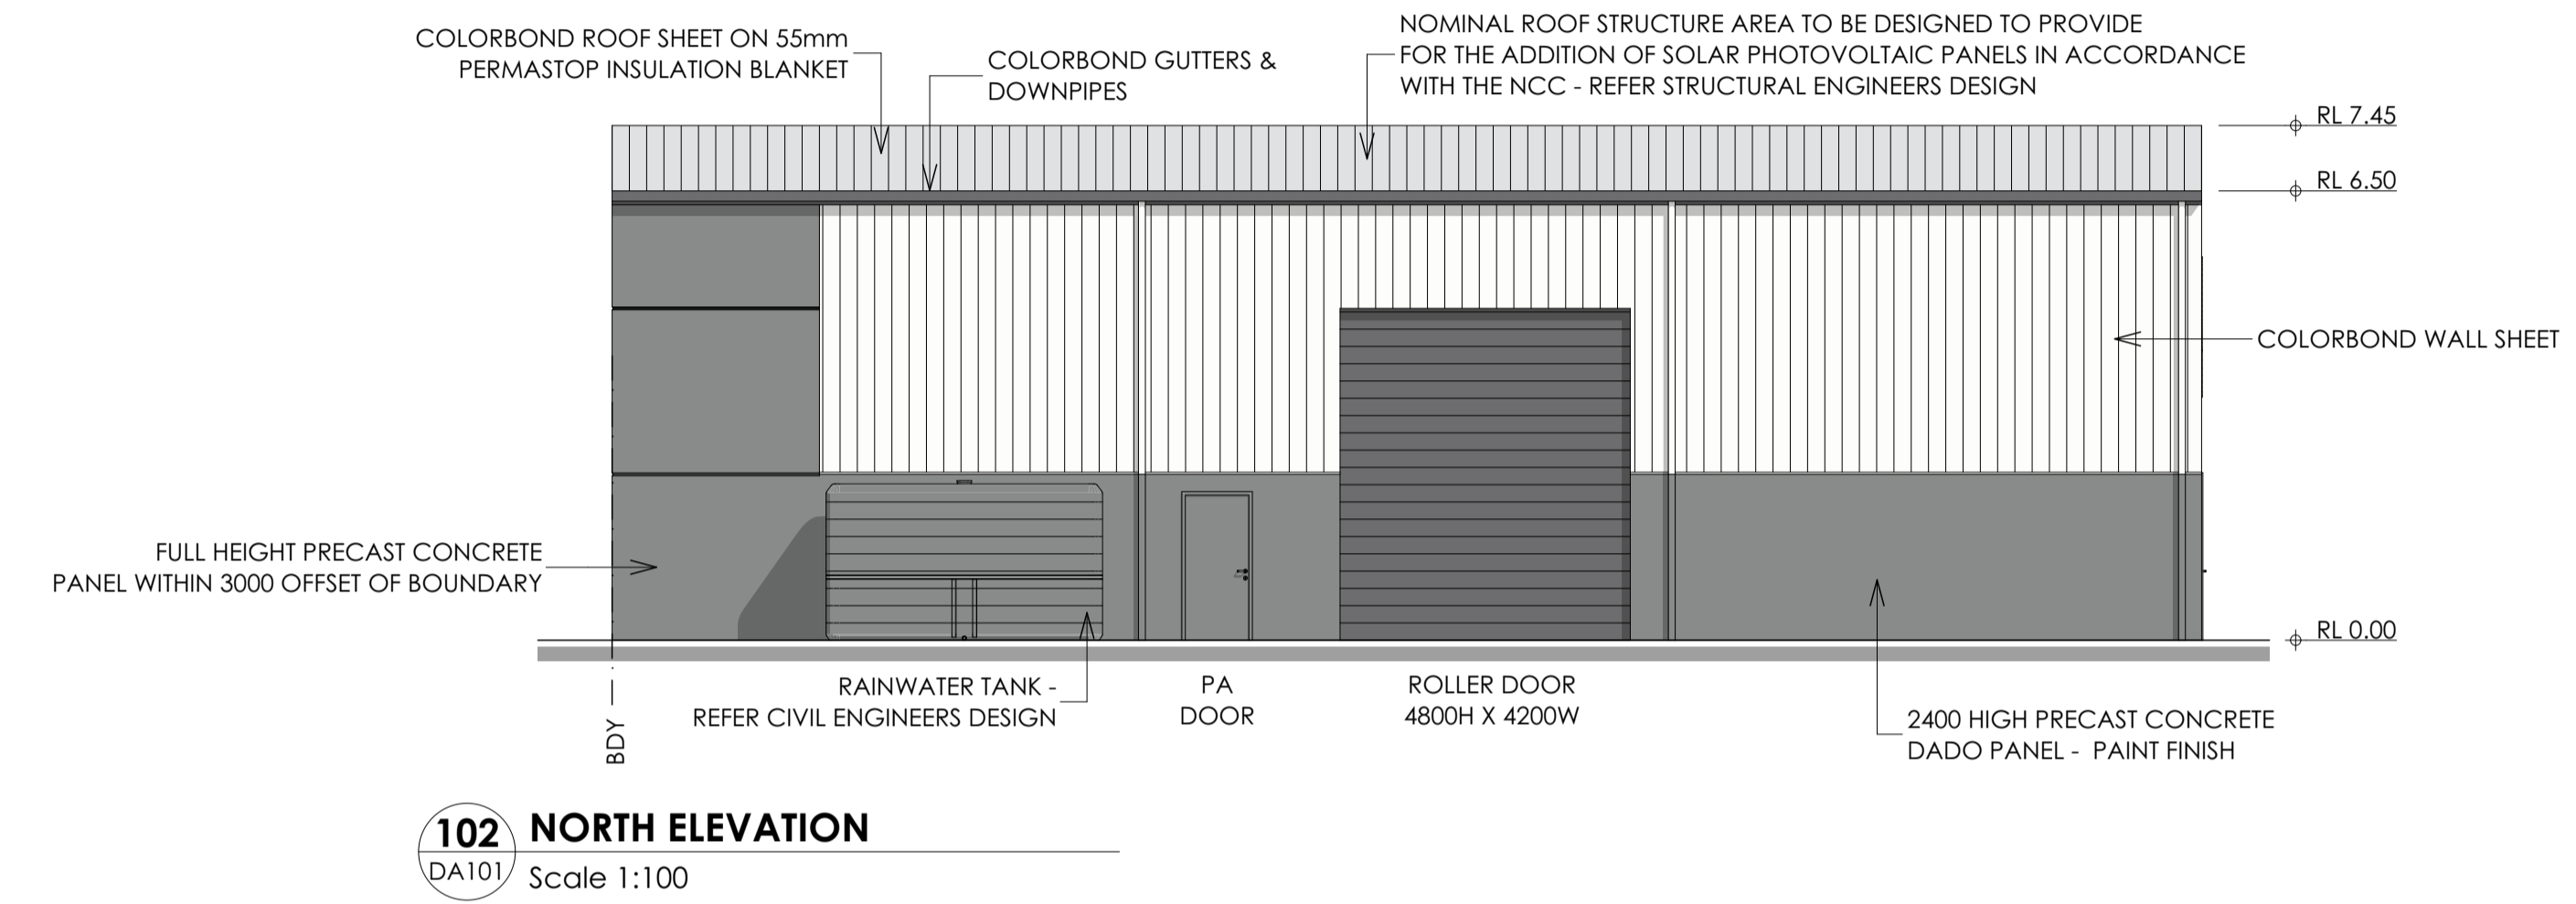 COLORBOND ROOF SHEET ON 55mm
PERMASTOP INSULATION BLANKET
COLORBOND GUTTERS &
DOWNPIPES
NOMINAL ROOF STRUCTURE AREA TO BE DESIGNED TO PROVIDE
FOR THE ADDITION OF SOLAR PHOTOVOLTAIC PANELS IN ACCORDANCE
WITH THE NCC - REFER STRUCTURAL ENGINEERS DESIGN
RL 7.45
RL 6.50
COLORBOND WALL SHEET
FULL HEIGHT PRECAST CONCRETE
PANEL WITHIN 3000 OFFSET OF BOUNDARY
RL 0.00
BDY
RAINWATER TANK -
REFER CIVIL ENGINEERS DESIGN
PA
DOOR
ROLLER DOOR
4800H X 4200W
2400 HIGH PRECAST CONCRETE
DADO PANEL - PAINT FINISH
102
DA101
NORTH ELEVATION
Scale 1:100